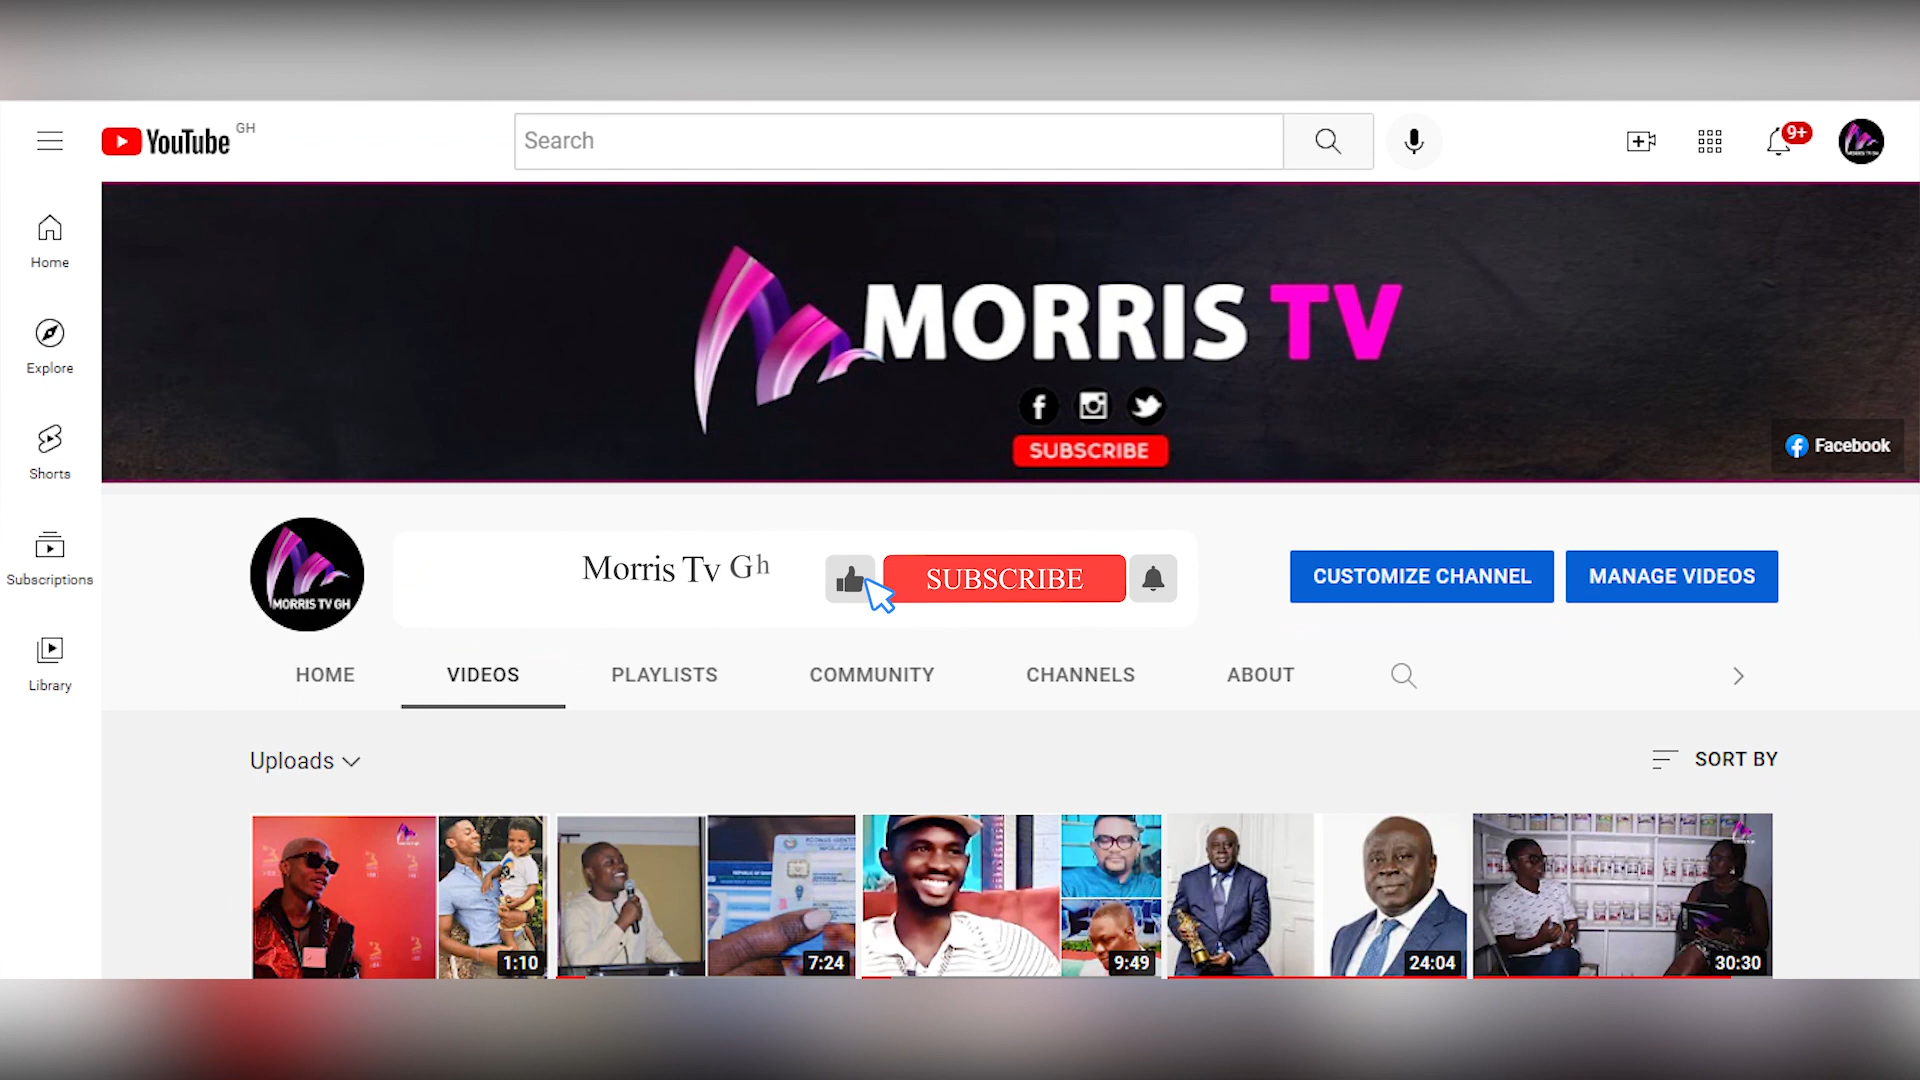 YouTube GH
Search
9+
Home
Explore
Shorts
Subscriptions
Library
MORRIS TV
SUBSCRIBE
Facebook
MORRIS TV GH
Morris Tv Gh
SUBSCRIBE
CUSTOMIZE CHANNEL
MANAGE VIDEOS
HOME
VIDEOS
PLAYLISTS
COMMUNITY
CHANNELS
ABOUT
Uploads
SORT BY
1:10
7:24
9:49
24:04
30:30